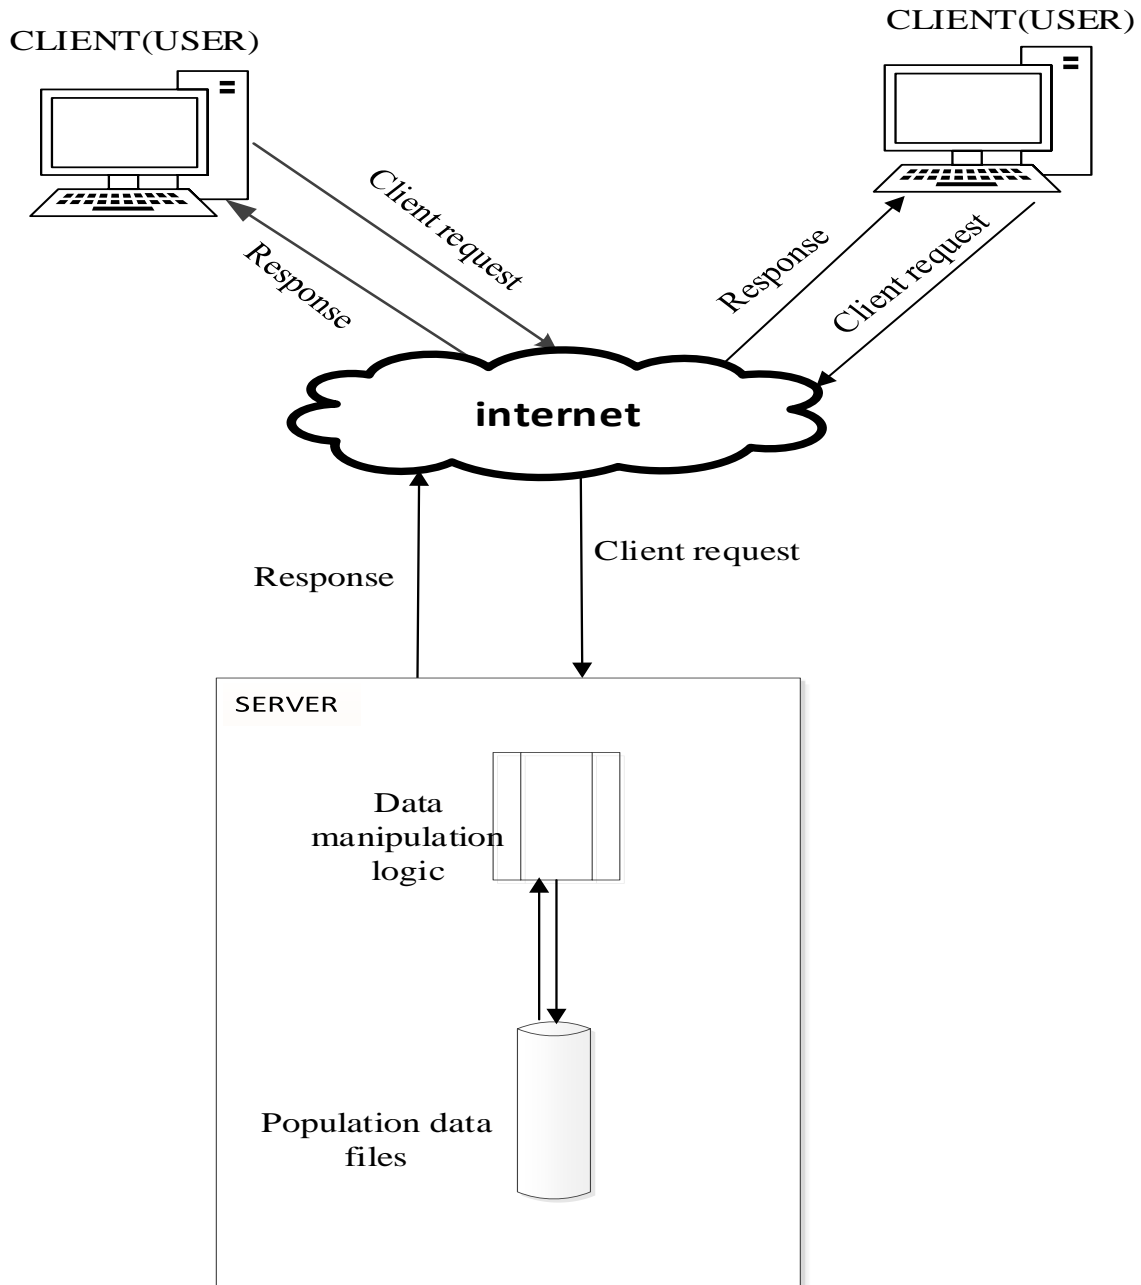 CLIENT(USER)
CLIENT(USER)
Client request
Response
Response
Client request
internet
Client request
Response
SERVER
Data
manipulation
logic
Population data
files